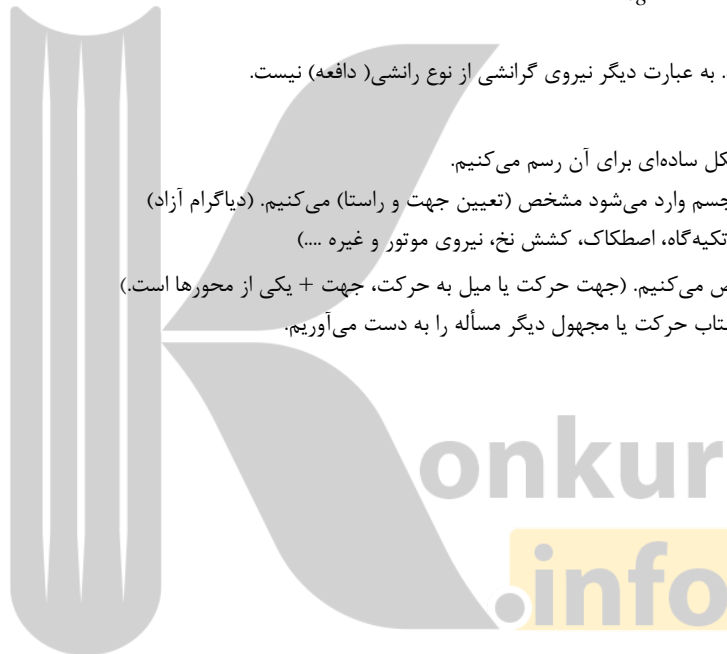 . به عبارت دیگر نیروی گرانشی از نوع رانشی( دافعه) نیست.
ساده‌ای برای آن رسم می‌کنیم.
وارد می‌شود مشخص (تعیین جهت و راستا) می‌کنیم. (دیاگرام آزاد)
تکیه‌گاه، اصطکاک، کشش نخ، نیروی موتور و غیره ....)
می‌کنیم. (جهت حرکت یا میل به حرکت، جهت + یکی از محورها است.)
حرکت یا مجهول دیگر مسأله را به دست می‌آوریم.
onkur
.info